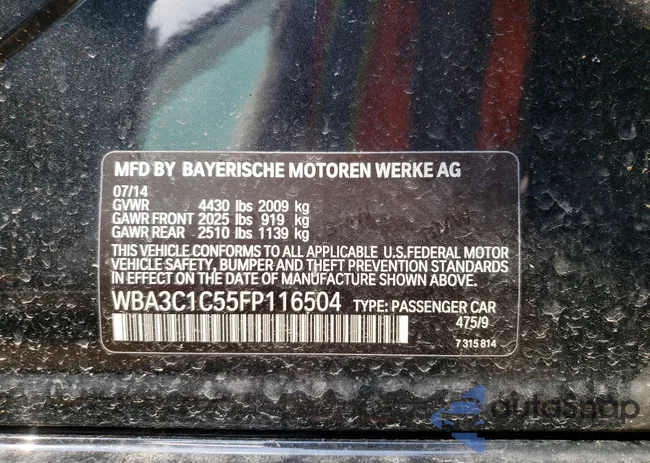 MFD BY BAYERISCHE MOTOREN WERKE AG
07/14
GVWR 4430 lbs 2009 kg
GAWR FRONT 2025 lbs 919 kg
GAWR REAR 2510 lbs 1139 kg
THIS VEHICLE CONFORMS TO ALL APPLICABLE U.S.FEDERAL MOTOR
VEHICLE SAFETY, BUMPER AND THEFT PREVENTION STANDARDS
IN EFFECT ON THE DATE OF MANUFACTURE SHOWN ABOVE.
WBA3C1C55FP116504 TYPE: PASSENGER CAR
475/9
7 315 814
autosnap